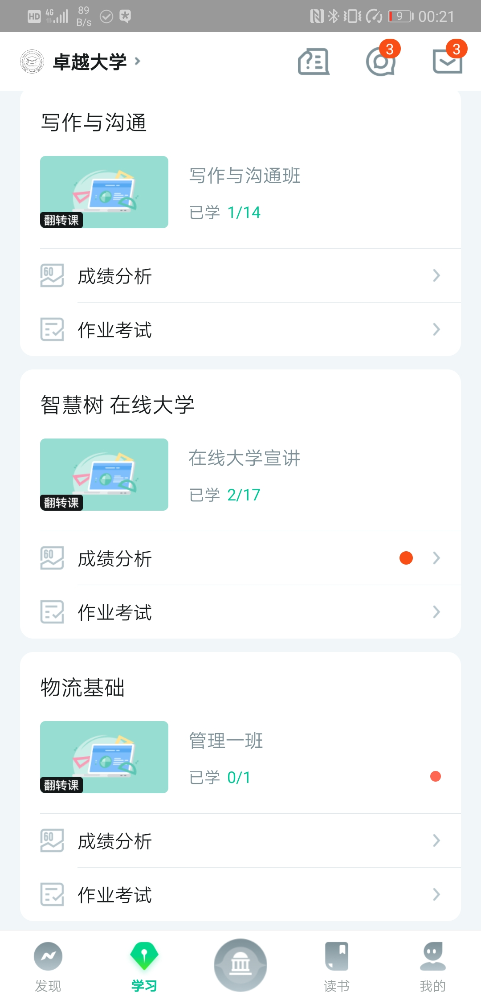 HD 4G 89 B/s 9 00:21
卓越大学 3 3
写作与沟通
写作与沟通班
已学 1/14
翻转课
60 成绩分析
作业考试
智慧树 在线大学
在线大学宣讲
已学 2/17
翻转课
60 成绩分析
作业考试
物流基础
管理一班
已学 0/1
翻转课
60 成绩分析
作业考试
发现 学习 读书 我的